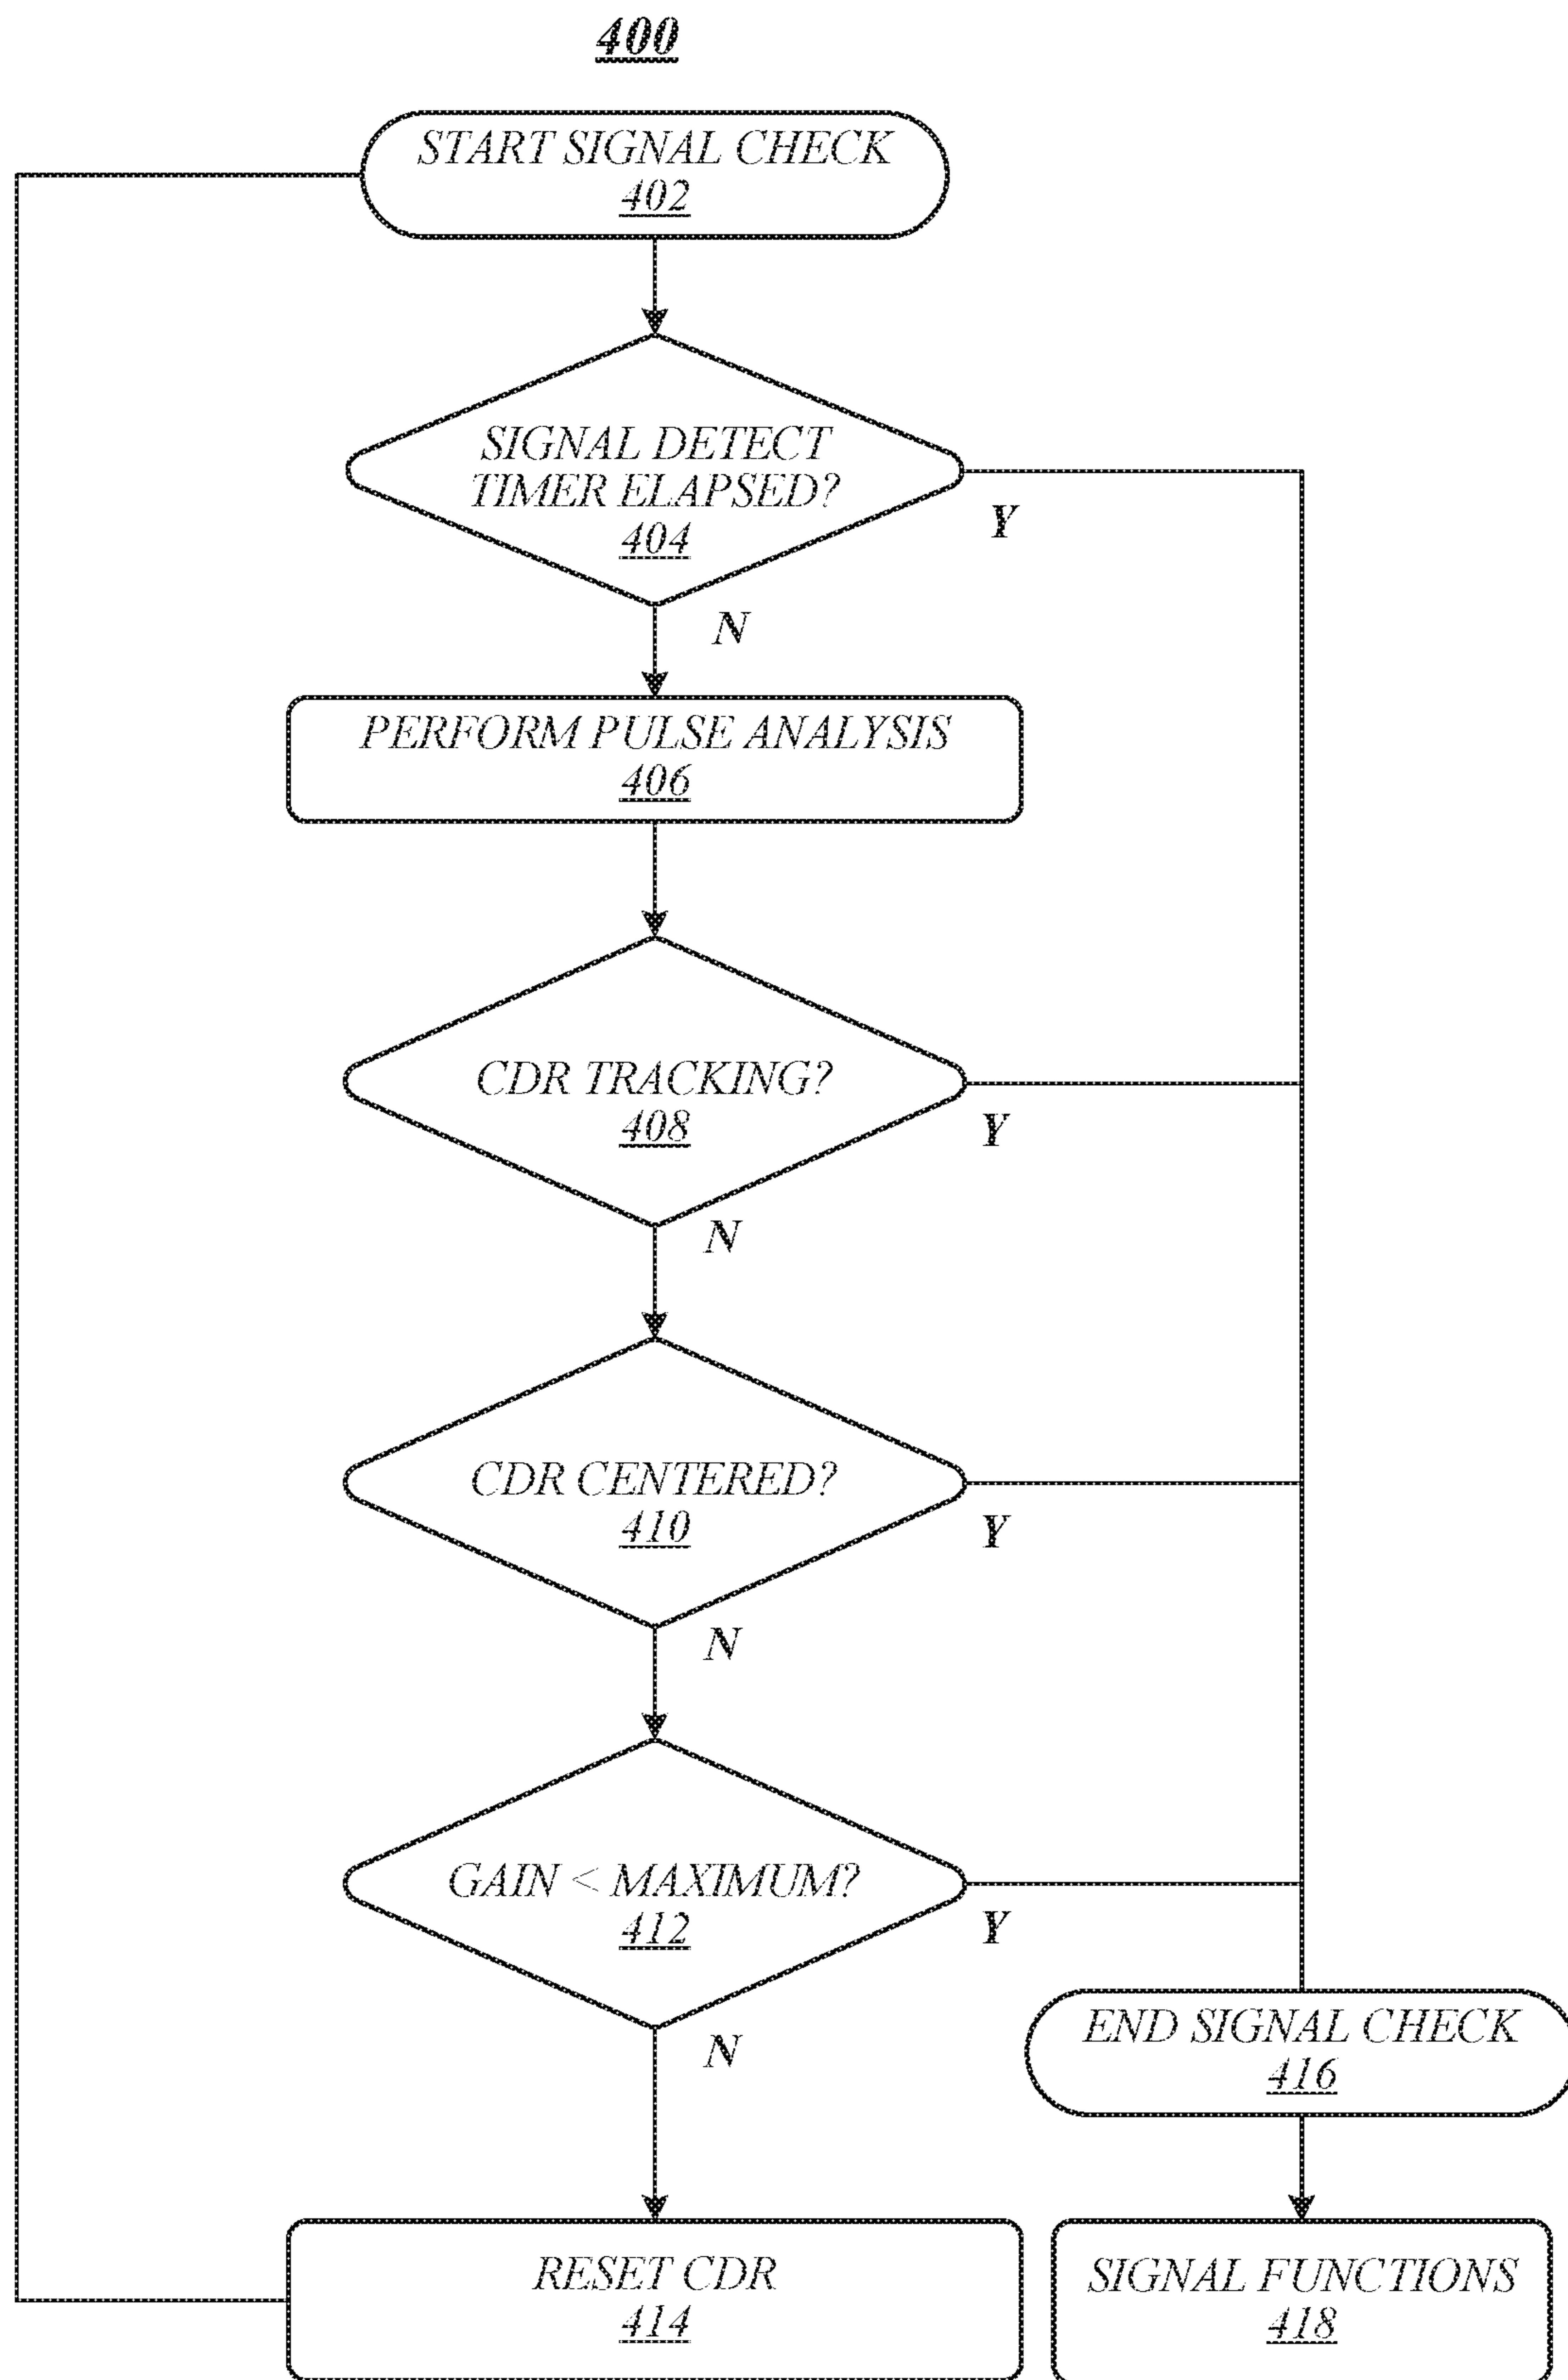 400
START SIGNAL CHECK
402
SIGNAL DETECT
TIMER ELAPSED?
404
Y
N
PERFORM PULSE ANALYSIS
406
CDR TRACKING?
408
Y
N
CDR CENTERED?
410
Y
N
GAIN < MAXIMUM?
412
Y
N
END SIGNAL CHECK
416
RESET CDR
414
SIGNAL FUNCTIONS
418